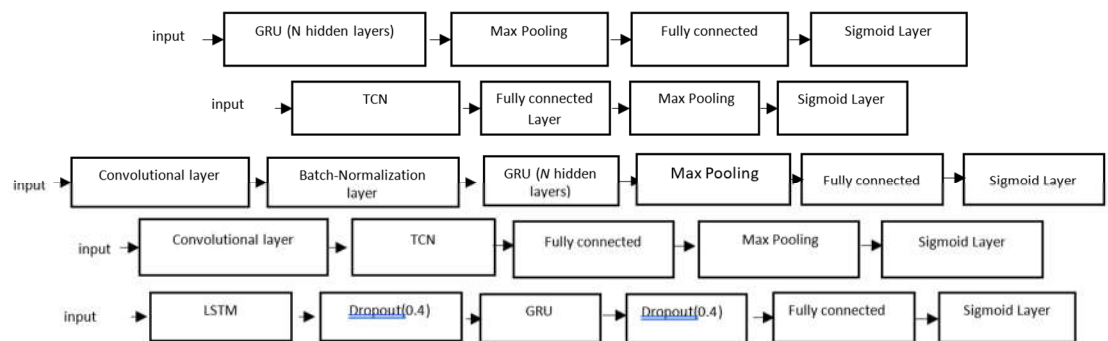 input GRU (N hidden layers) Max Pooling Fully connected Sigmoid Layer
input TCN Fully connected Max Pooling Sigmoid Layer
Layer
input Convolutional layer Batch-Normalization GRU (N hidden Max Pooling Fully connected Sigmoid Layer
layer layers)
input Convolutional layer TCN Fully connected Max Pooling Sigmoid Layer
input LSTM Dropout(0.4) GRU Dropout(0.4) Fully connected Sigmoid Layer